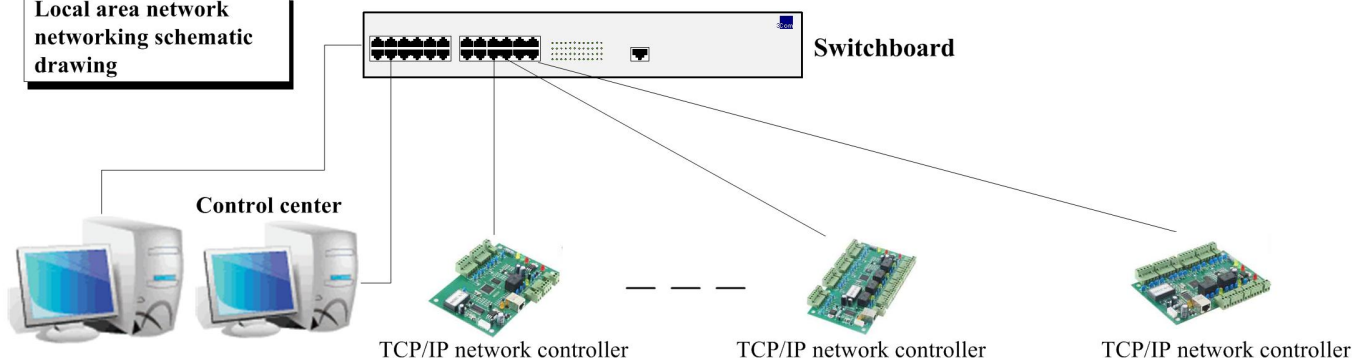 Local area network
networking schematic
drawing
3Com
Switchboard
Control center
TCP/IP network controller
TCP/IP network controller
TCP/IP network controller